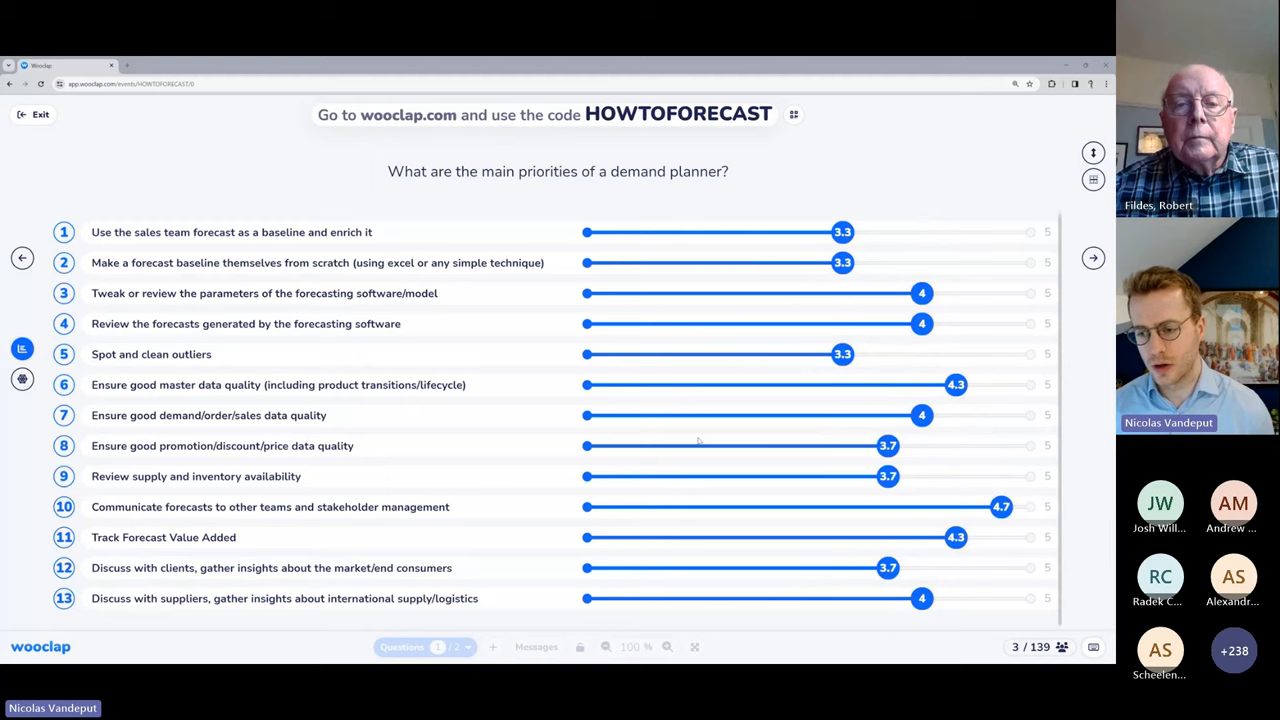 Wooclap
app.wooclap.com/events/HOWTOFORECAST/0
Exit
Go to wooclap.com and use the code HOWTOFORECAST
What are the main priorities of a demand planner?
1 Use the sales team forecast as a baseline and enrich it 3.3 5
2 Make a forecast baseline themselves from scratch (using excel or any simple technique) 3.3 5
3 Tweak or review the parameters of the forecasting software/model 4 5
4 Review the forecasts generated by the forecasting software 4 5
5 Spot and clean outliers 3.3 5
6 Ensure good master data quality (including product transitions/lifecycle) 4.3 5
7 Ensure good demand/order/sales data quality 4 5
8 Ensure good promotion/discount/price data quality 3.7 5
9 Review supply and inventory availability 3.7 5
10 Communicate forecasts to other teams and stakeholder management 4.7 5
11 Track Forecast Value Added 4.3 5
12 Discuss with clients, gather insights about the market/end consumers 3.7 5
13 Discuss with suppliers, gather insights about international supply/logistics 4 5
wooclap
Questions 1 / 2
Messages
100 %
3 / 139
Fildes, Robert
Nicolas Vandeput
JW AM
Josh Will... Andrew ...
RC AS
Radek C... Alexandr...
AS +238
Scheelen...
Nicolas Vandeput